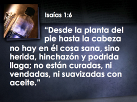 Isaías 1:6
"Desde la planta del
pie hasta la cabeza
no hay en él cosa sana, sino
herida, hinchazón y podrida
llaga; no están curadas, ni
vendadas, ni suavizadas con
aceite."